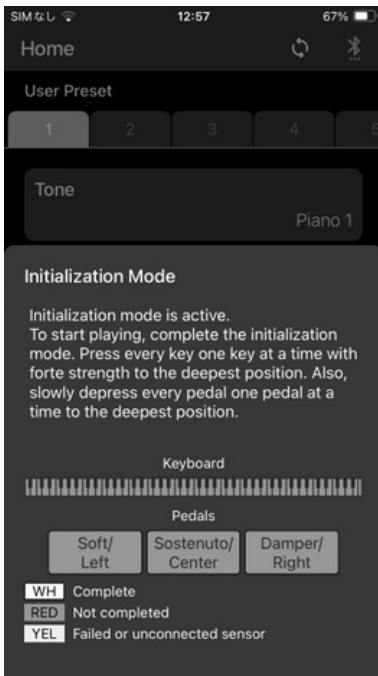 SIMなし 12:57 67%
Home
User Preset
1 2 3 4 5
Tone
Piano 1
Initialization Mode
Initialization mode is active.
To start playing, complete the initialization
mode. Press every key one key at a time with
forte strength to the deepest position. Also,
slowly depress every pedal one pedal at a
time to the deepest position.
Keyboard
Pedals
Soft/ Sostenuto/ Damper/
Left Center Right
WH Complete
RED Not completed
YEL Failed or unconnected sensor